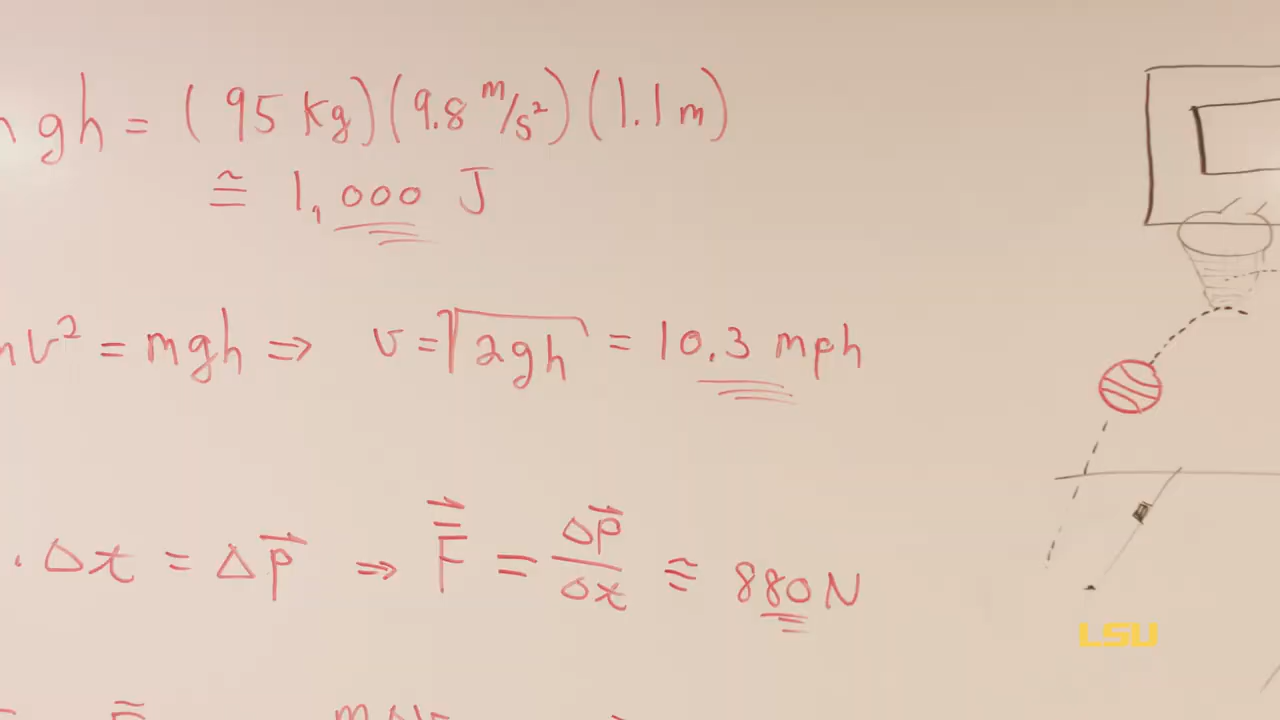 gh = (95 Kg)(9.8 m/s²)(1.1 m)
≅ 1,000 J
v² = mgh ⇒ v = √2gh = 10.3 mph
· Δt = Δp⃗ ⇒ F̅⃗ = Δp⃗/Δt ≅ 880 N
LSU